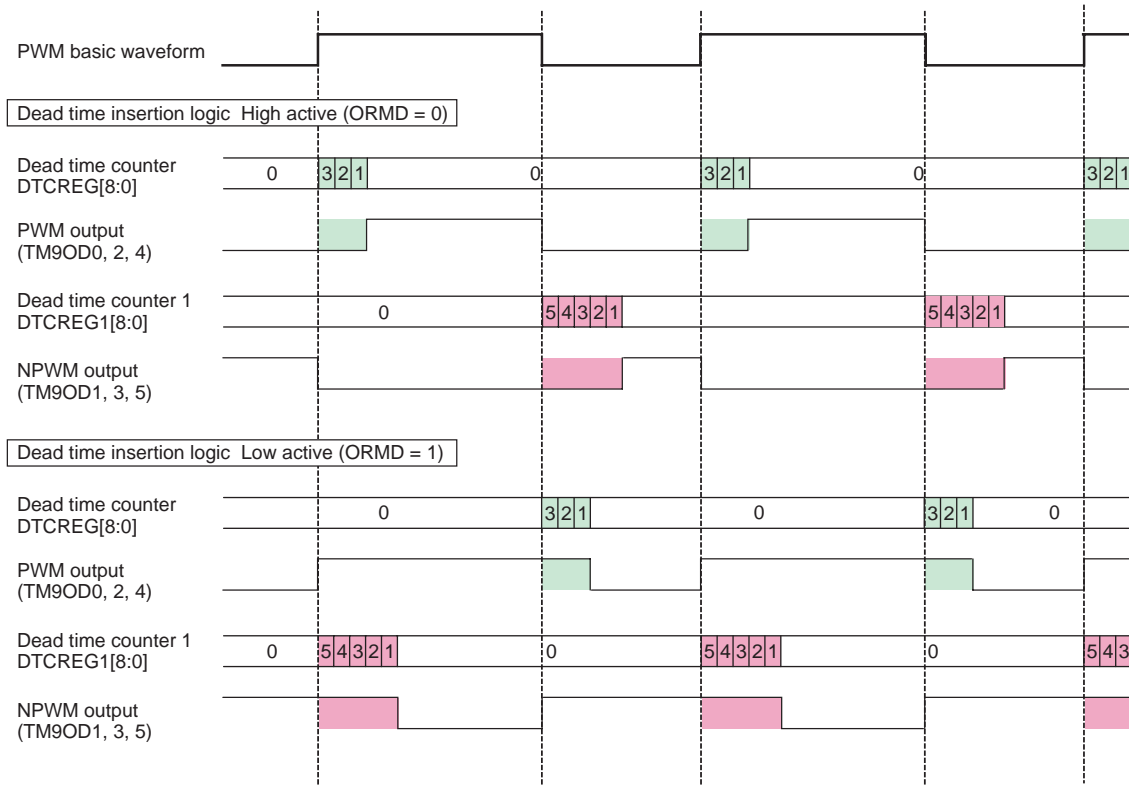 PWM basic waveform
Dead time insertion logic High active (ORMD = 0)
Dead time counter
DTCREG[8:0]
0 3 2 1 0 3 2 1 0 3 2 1
PWM output
(TM9OD0, 2, 4)
Dead time counter 1
DTCREG1[8:0]
0 5 4 3 2 1 5 4 3 2 1
NPWM output
(TM9OD1, 3, 5)
Dead time insertion logic Low active (ORMD = 1)
Dead time counter
DTCREG[8:0]
0 3 2 1 0 3 2 1 0
PWM output
(TM9OD0, 2, 4)
Dead time counter 1
DTCREG1[8:0]
0 5 4 3 2 1 0 5 4 3 2 1 0 5 4 3
NPWM output
(TM9OD1, 3, 5)